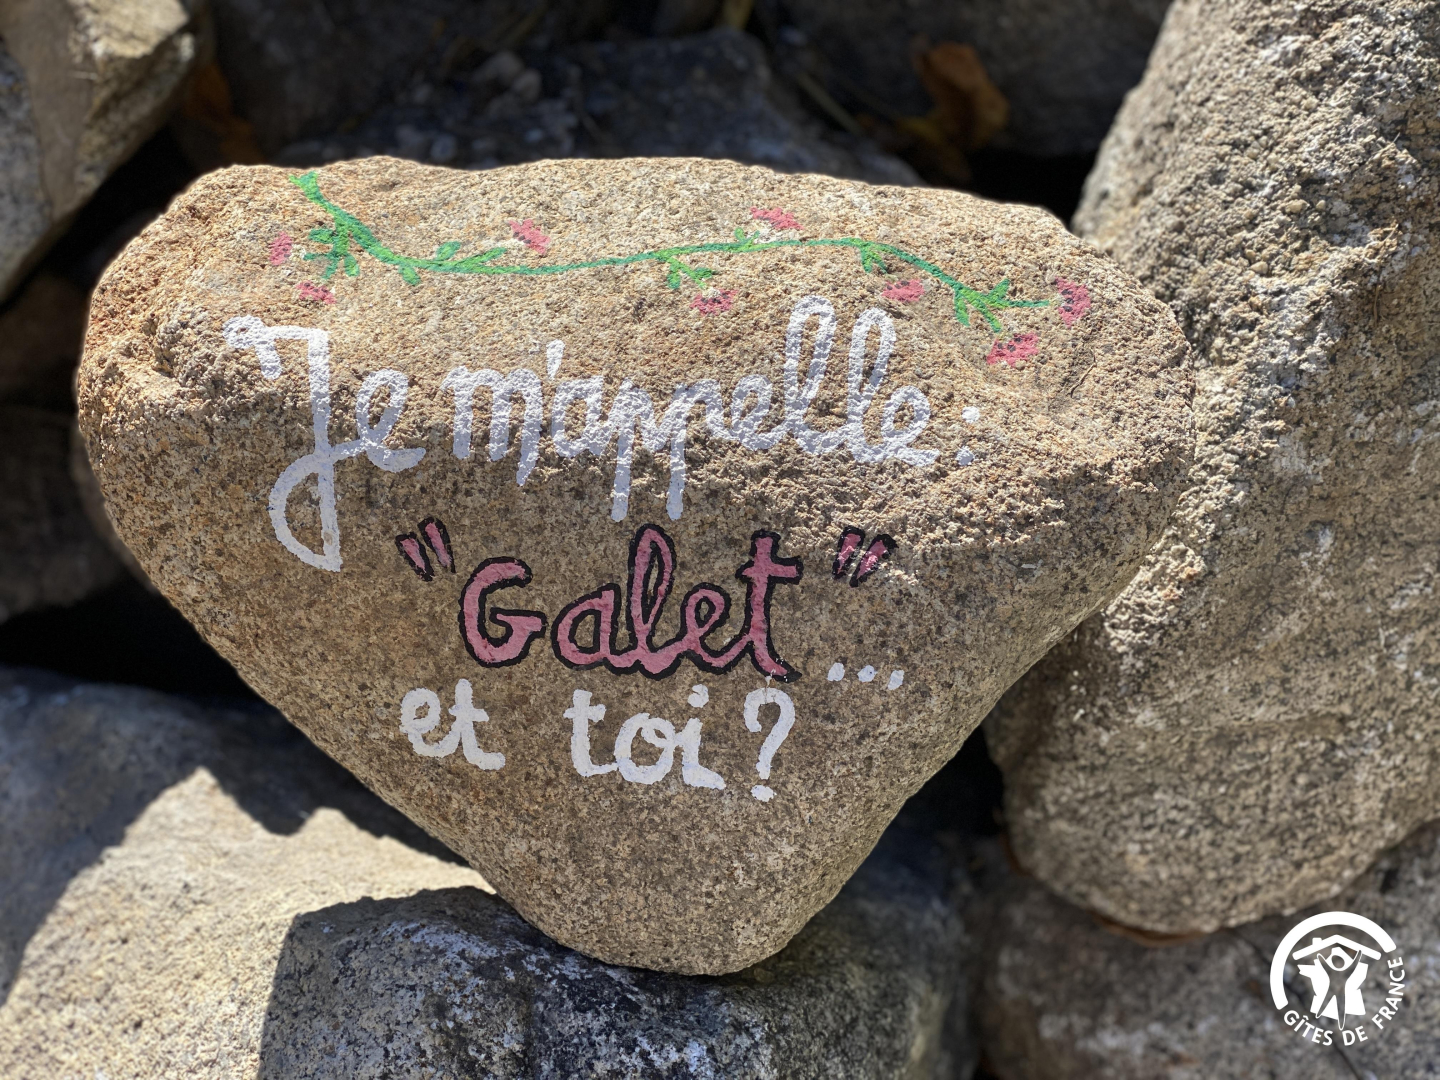 Je m'appelle :
"Galet"...
et toi ?
GÎTES DE FRANCE